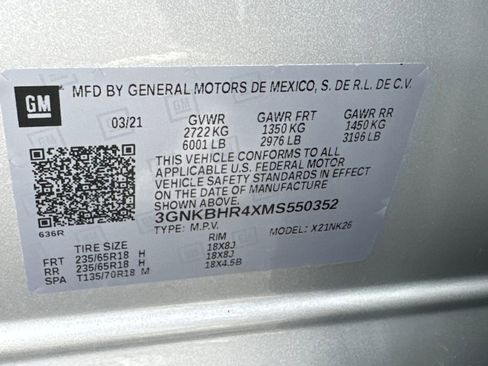 GM
MFD BY GENERAL MOTORS DE MEXICO, S. DE R.L. DE C.V.
03/21 GVWR GAWR FRT GAWR RR
2722 KG 1350 KG 1450 KG
6001 LB 2976 LB 3196 LB
THIS VEHICLE CONFORMS TO ALL
APPLICABLE U.S. FEDERAL MOTOR
VEHICLE SAFETY STANDARDS IN EFFECT
ON THE DATE OF MANUFACTURE
SHOWN ABOVE.
3GNKBHR4XMS550352
636R TYPE: M.P.V. MODEL: X21NK26
TIRE SIZE RIM
FRT 235/65R18 H 18X8J
RR 235/65R18 H 18X8J
SPA T135/70R18 M 18X4.5B